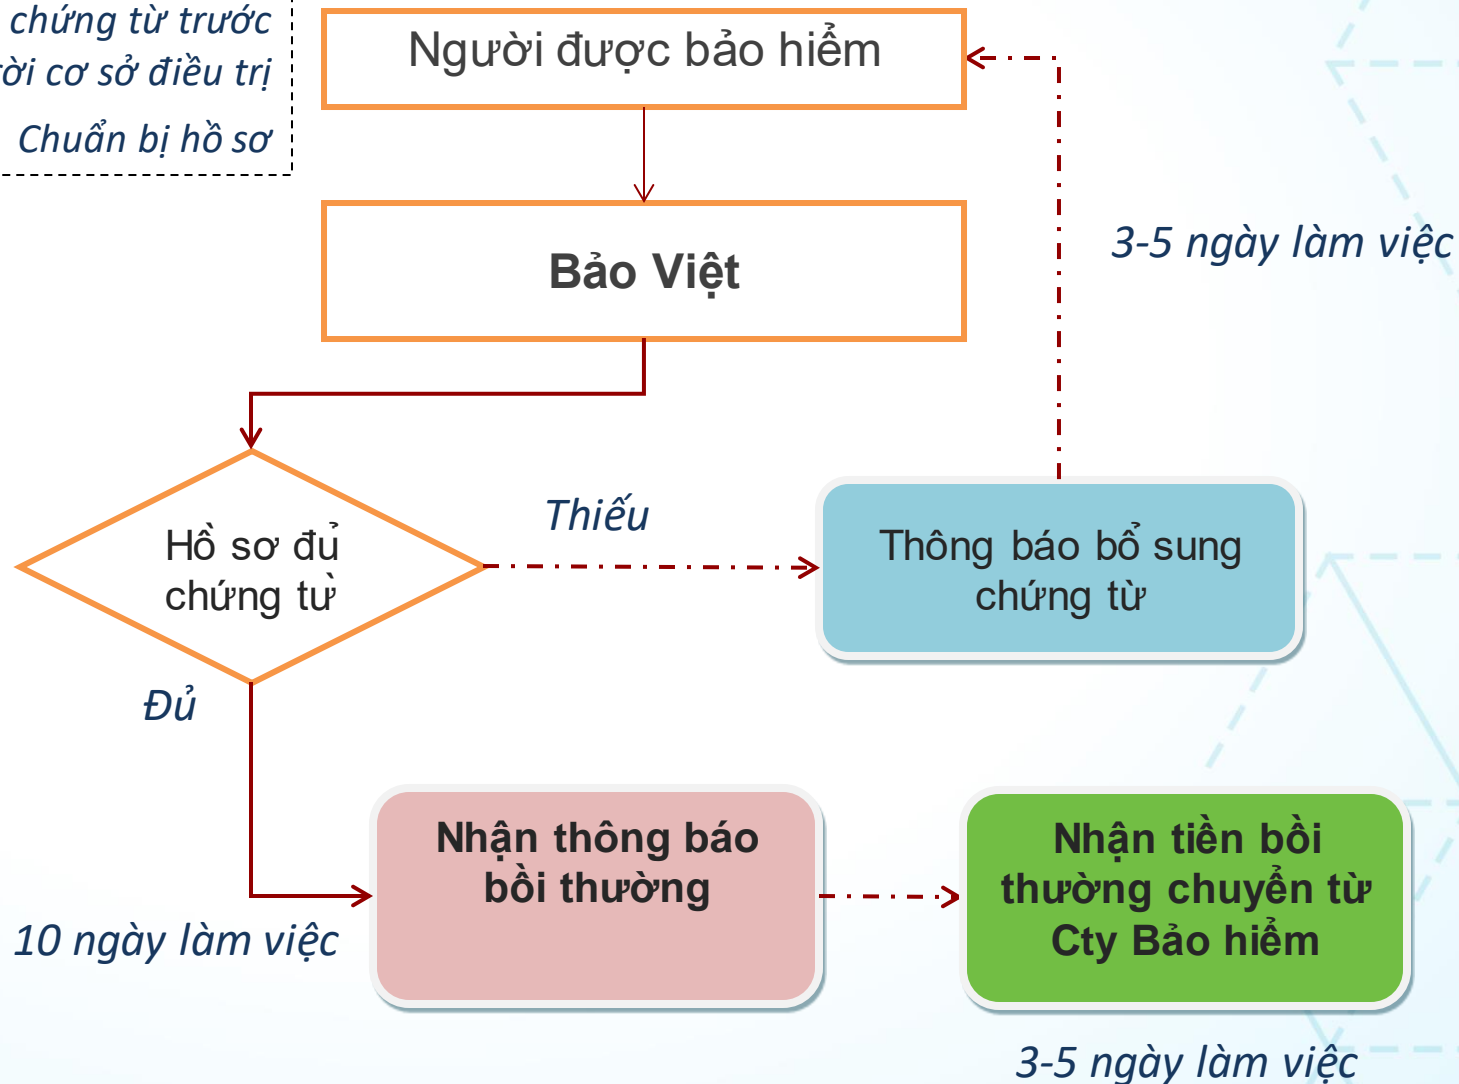 chứng từ trước
cơ sở điều trị
Chuẩn bị hồ sơ
Người được bảo hiểm
3-5 ngày làm việc
Bảo Việt
Thiếu
Hồ sơ đủ
chứng từ
Thông báo bổ sung
chứng từ
Đủ
Nhận thông báo
bồi thường
10 ngày làm việc
Nhận tiền bồi
thường chuyển từ
Cty Bảo hiểm
3-5 ngày làm việc